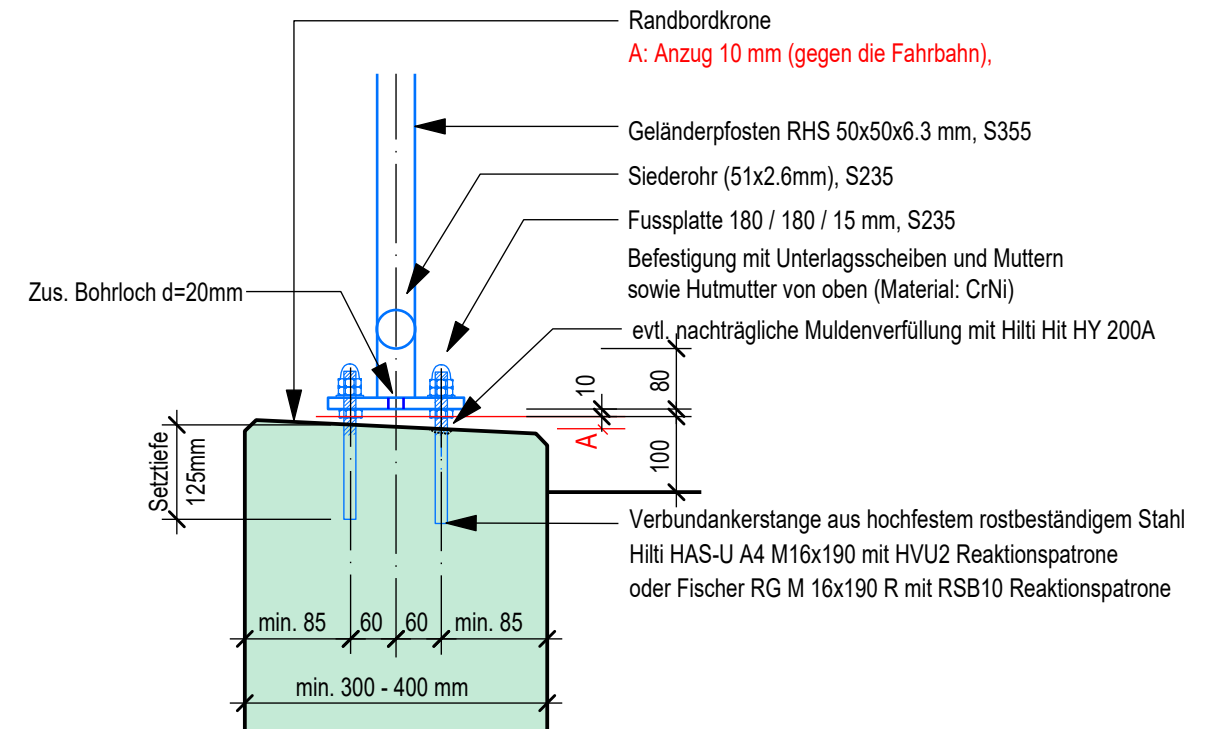 Randbordkrone
A: Anzug 10 mm (gegen die Fahrbahn),
Geländerpfosten RHS 50x50x6.3 mm, S355
Siederohr (51x2.6mm), S235
Fussplatte 180 / 180 / 15 mm, S235
Befestigung mit Unterlagsscheiben und Muttern
sowie Hutmutter von oben (Material: CrNi)
Zus. Bohrloch d=20mm
evtl. nachträgliche Muldenverfüllung mit Hilti Hit HY 200A
10
80
A
100
Setztiefe
125mm
Verbundankerstange aus hochfestem rostbeständigem Stahl
Hilti HAS-U A4 M16x190 mit HVU2 Reaktionspatrone
oder Fischer RG M 16x190 R mit RSB10 Reaktionspatrone
min. 85
60
60
min. 85
min. 300 - 400 mm